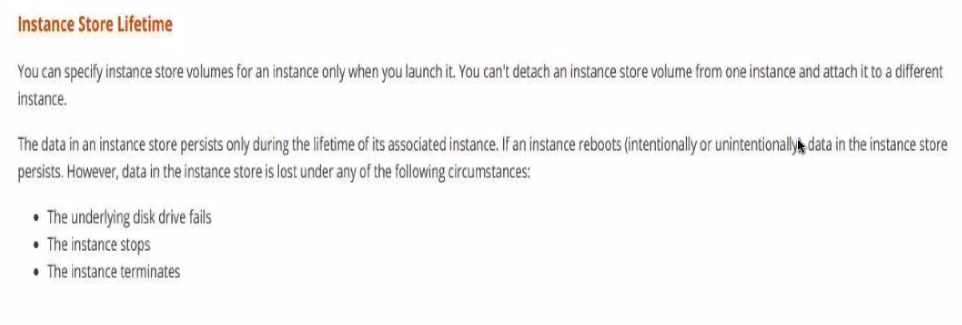 Instance Store Lifetime
You can specify instance store volumes for an instance only when you launch it. You can't detach an instance store volume from one instance and attach it to a different
instance.
The data in an instance store persists only during the lifetime of its associated instance. If an instance reboots (intentionally or unintentionally), data in the instance store
persists. However, data in the instance store is lost under any of the following circumstances:
• The underlying disk drive fails
• The instance stops
• The instance terminates